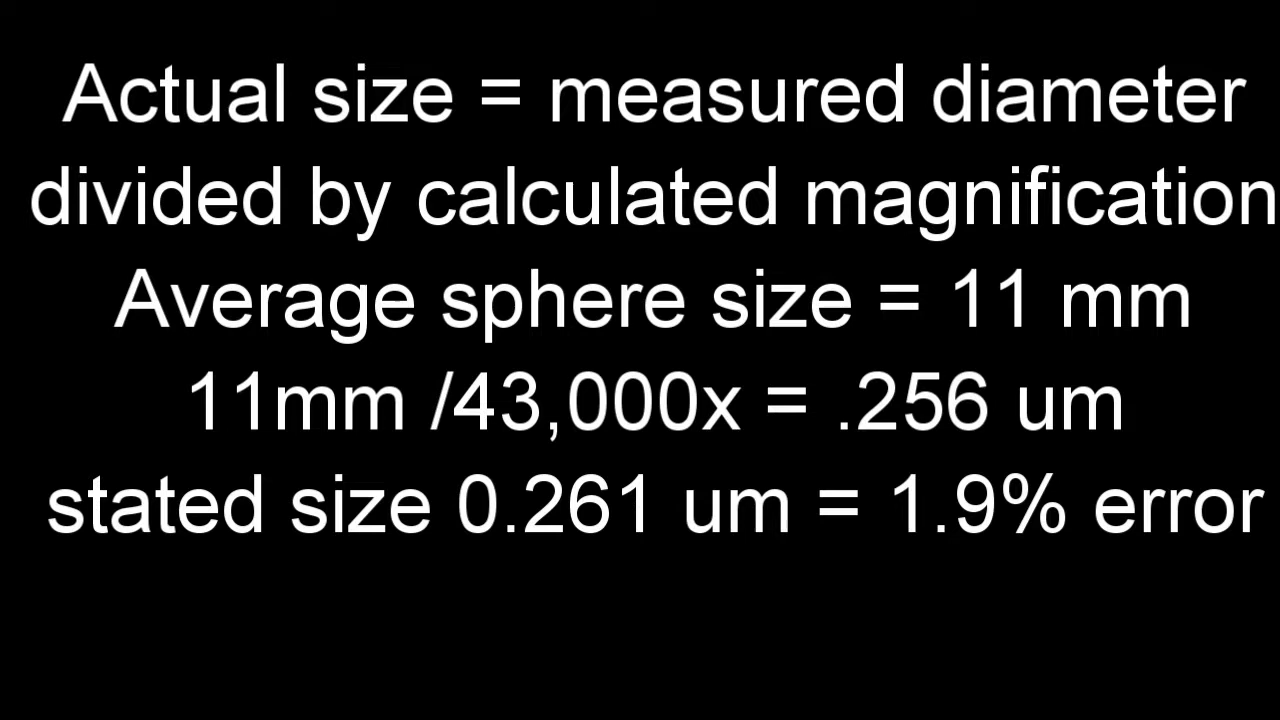 Actual size = measured diameter
divided by calculated magnification
Average sphere size = 11 mm
11mm /43,000x = .256 um
stated size 0.261 um = 1.9% error